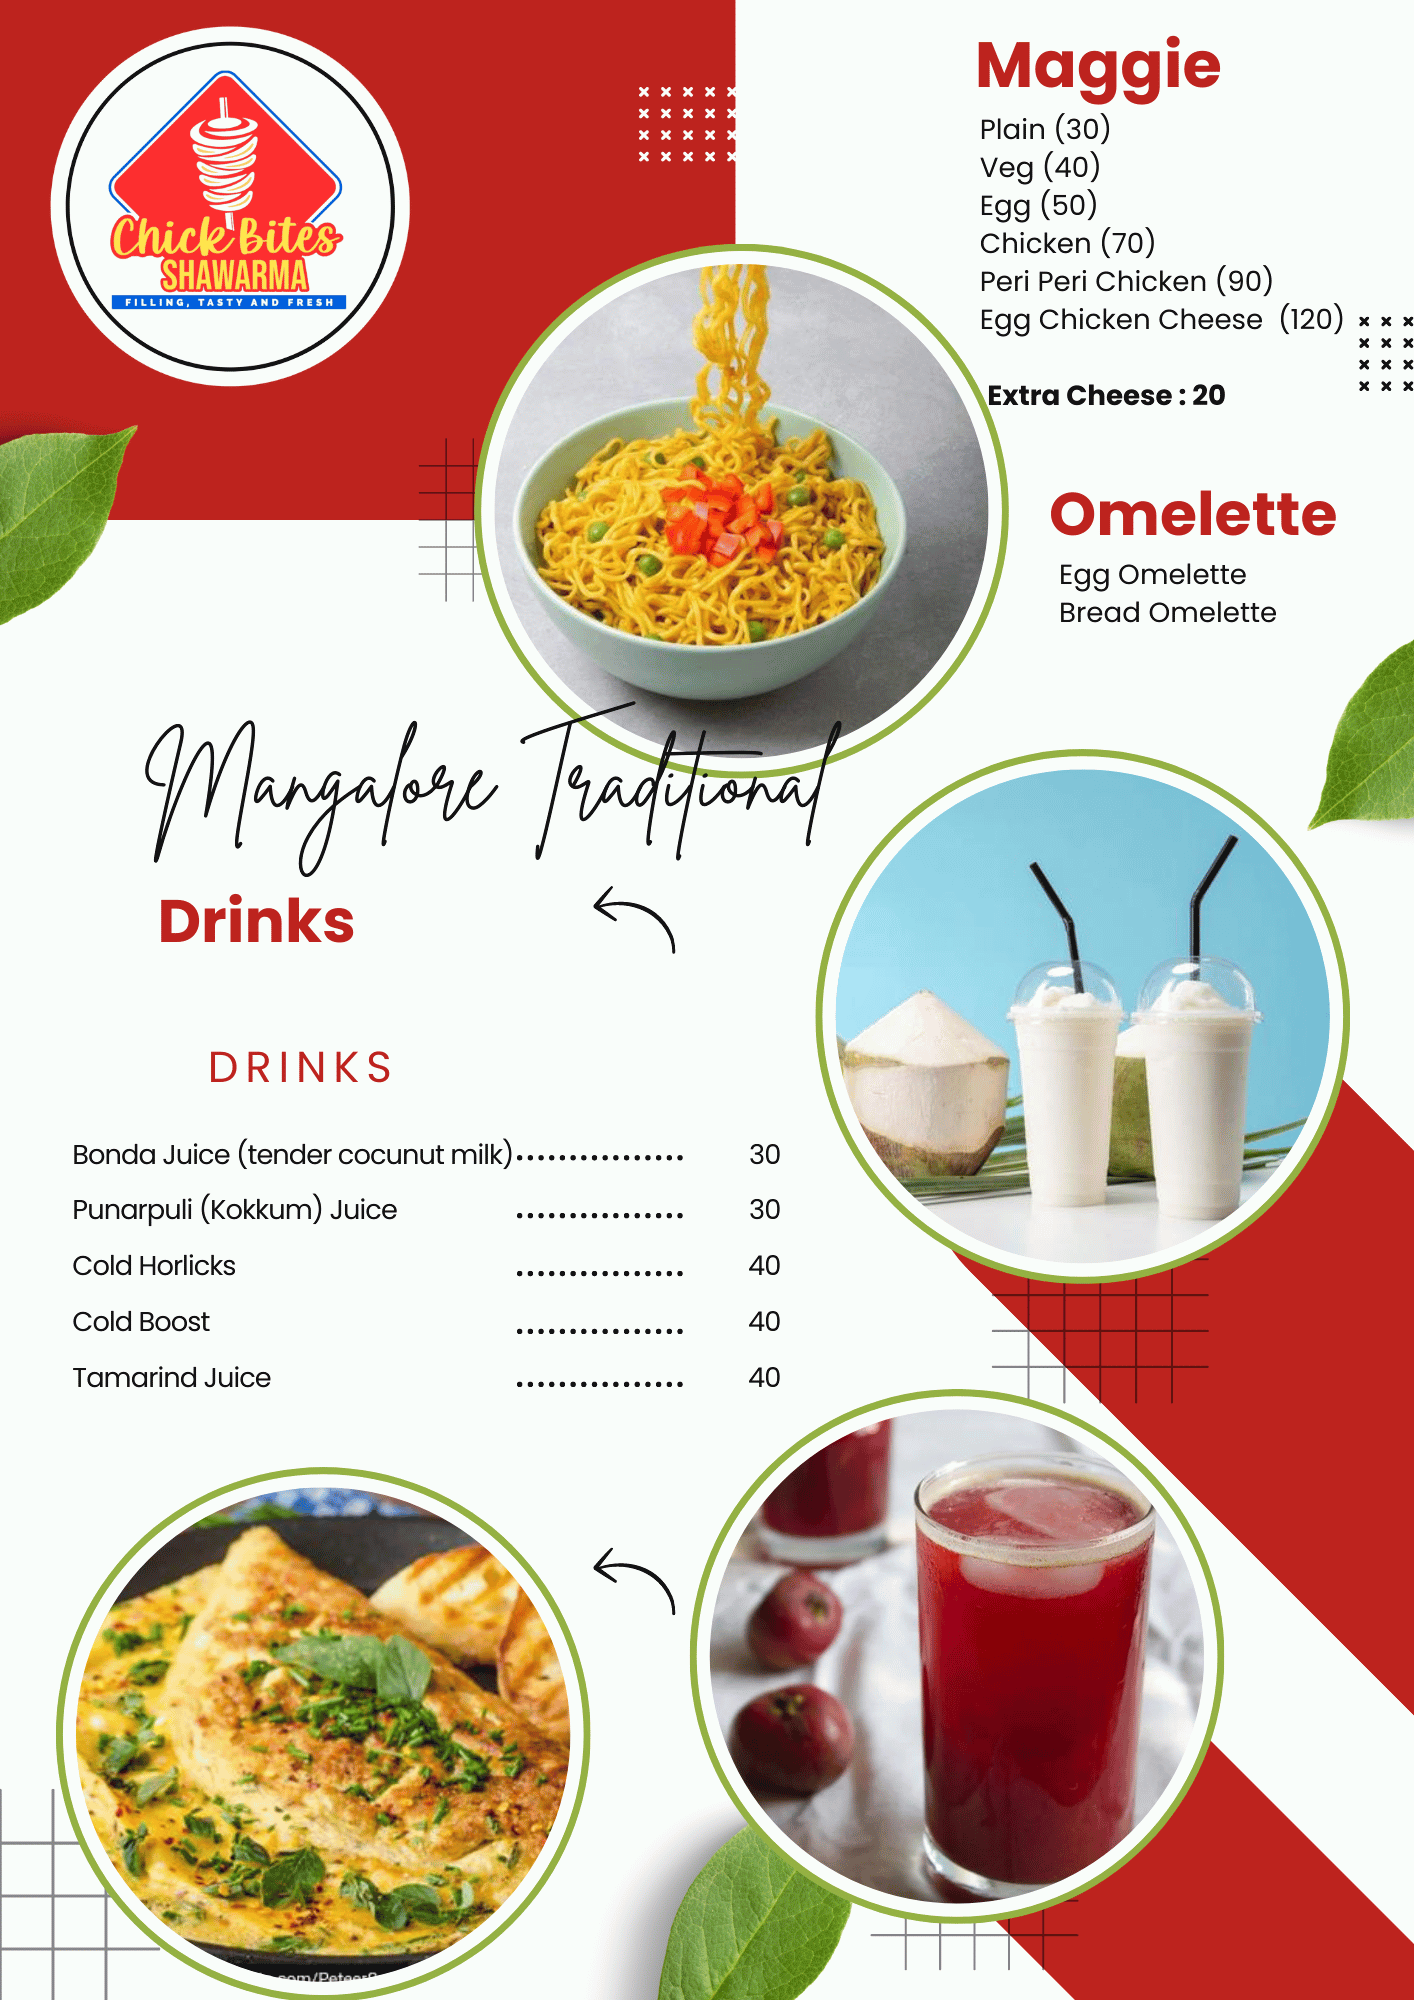 Chick Bites
SHAWARMA
FILLING, TASTY AND FRESH
Maggie
Plain (30)
Veg (40)
Egg (50)
Chicken (70)
Peri Peri Chicken (90)
Egg Chicken Cheese (120)
Extra Cheese : 20
Omelette
Egg Omelette
Bread Omelette
Mangalore Traditional
Drinks
DRINKS
Bonda Juice (tender cocunut milk)................ 30
Punarpuli (Kokkum) Juice ................ 30
Cold Horlicks ................ 40
Cold Boost ................ 40
Tamarind Juice ................ 40